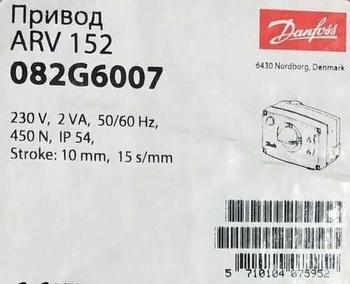 Привод
ARV 152
082G6007
Danfoss
6430 Nordborg, Denmark
230 V, 2 VA, 50/60 Hz,
450 N, IP 54,
Stroke: 10 mm, 15 s/mm
5 710104 875952